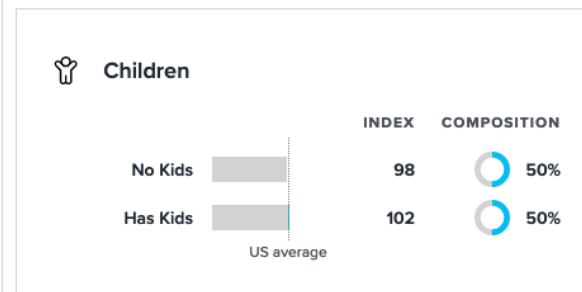 Children
INDEX COMPOSITION
No Kids 98 50%
Has Kids 102 50%
US average